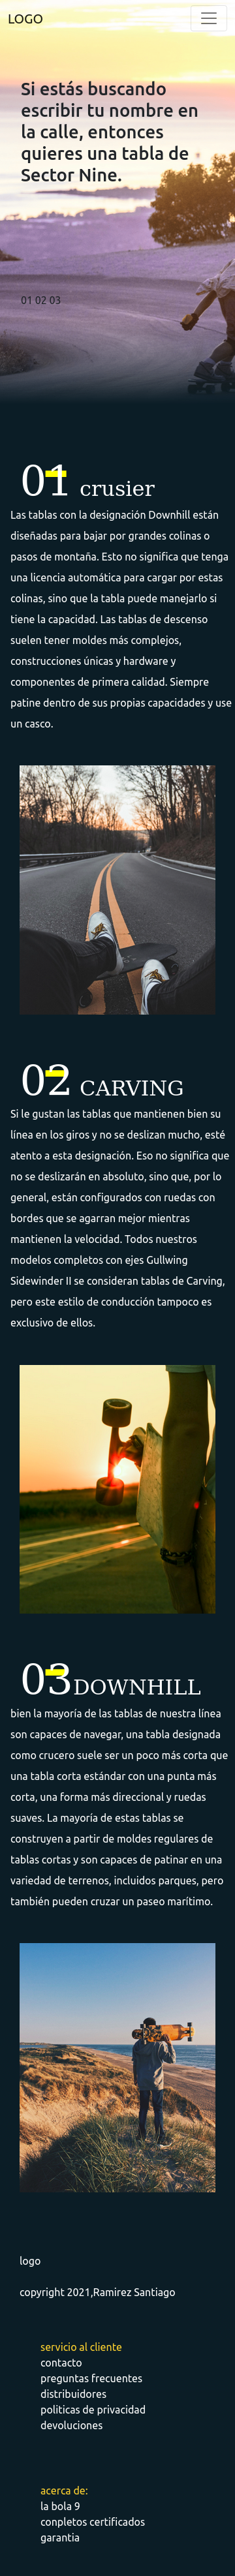 LOGO
Si estás buscando
escribir tu nombre en
la calle, entonces
quieres una tabla de
Sector Nine.
01 02 03
01 crusier
Las tablas con la designación Downhill están
diseñadas para bajar por grandes colinas o
pasos de montaña. Esto no significa que tenga
una licencia automática para cargar por estas
colinas, sino que la tabla puede manejarlo si
tiene la capacidad. Las tablas de descenso
suelen tener moldes más complejos,
construcciones únicas y hardware y
componentes de primera calidad. Siempre
patine dentro de sus propias capacidades y use
un casco.
02 CARVING
Si le gustan las tablas que mantienen bien su
línea en los giros y no se deslizan mucho, esté
atento a esta designación. Eso no significa que
no se deslizarán en absoluto, sino que, por lo
general, están configurados con ruedas con
bordes que se agarran mejor mientras
mantienen la velocidad. Todos nuestros
modelos completos con ejes Gullwing
Sidewinder II se consideran tablas de Carving,
pero este estilo de conducción tampoco es
exclusivo de ellos.
03DOWNHILL
bien la mayoría de las tablas de nuestra línea
son capaces de navegar, una tabla designada
como crucero suele ser un poco más corta que
una tabla corta estándar con una punta más
corta, una forma más direccional y ruedas
suaves. La mayoría de estas tablas se
construyen a partir de moldes regulares de
tablas cortas y son capaces de patinar en una
variedad de terrenos, incluidos parques, pero
también pueden cruzar un paseo marítimo.
logo
copyright 2021,Ramirez Santiago
servicio al cliente
contacto
preguntas frecuentes
distribuidores
politicas de privacidad
devoluciones
acerca de:
la bola 9
conpletos certificados
garantia